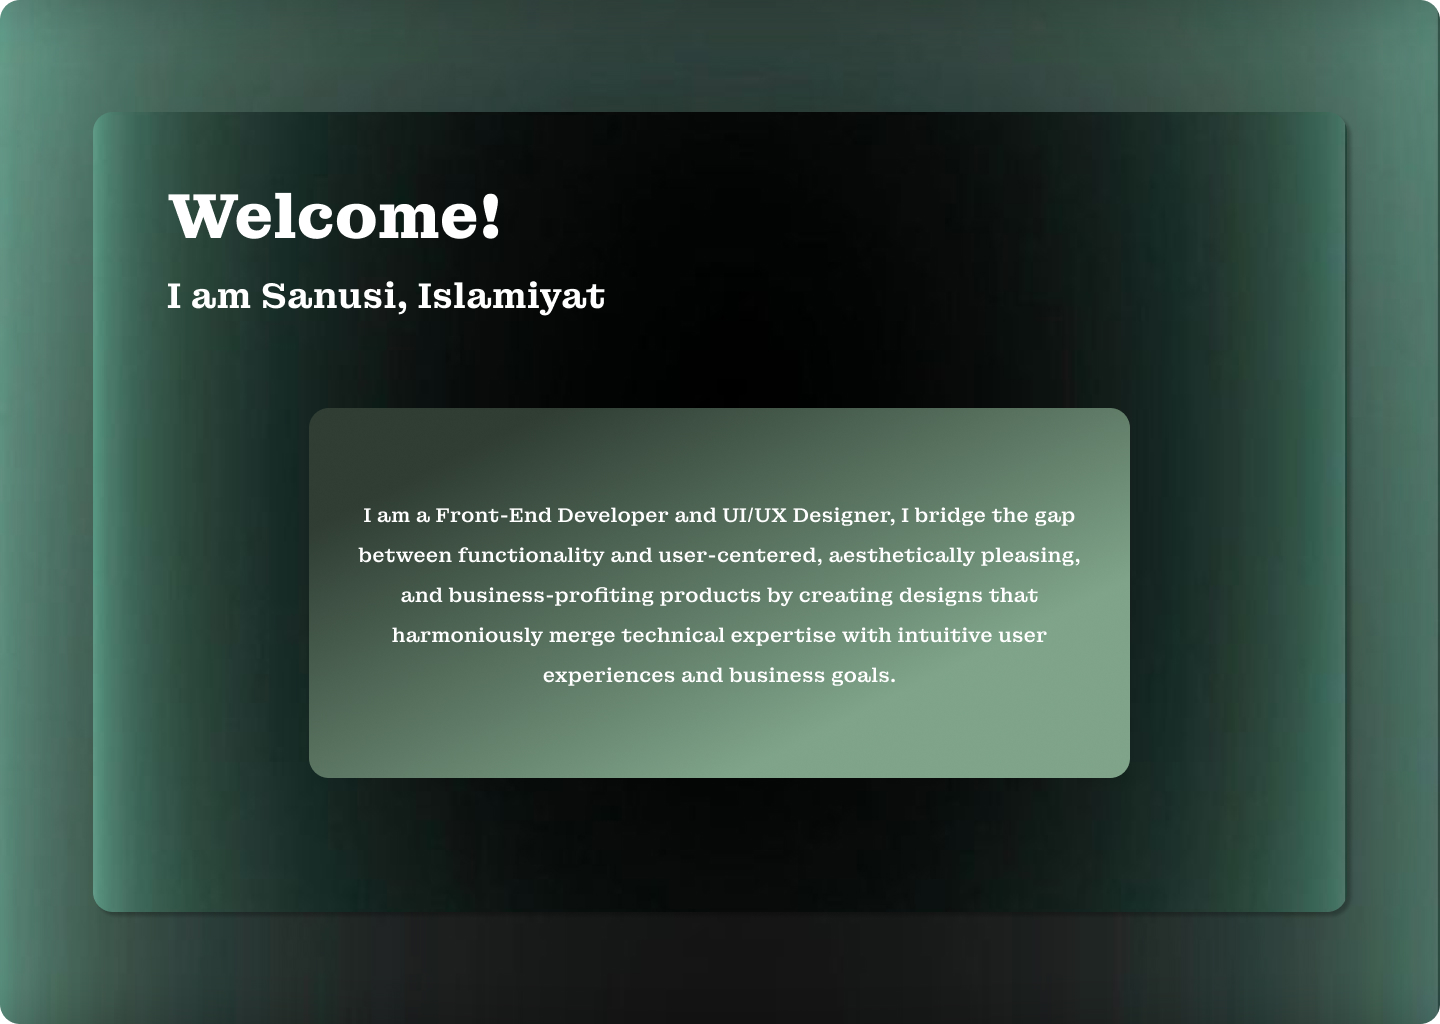 Welcome!
I am Sanusi, Islamiyat
I am a Front-End Developer and UI/UX Designer, I bridge the gap
between functionality and user-centered, aesthetically pleasing,
and business-profiting products by creating designs that
harmoniously merge technical expertise with intuitive user
experiences and business goals.